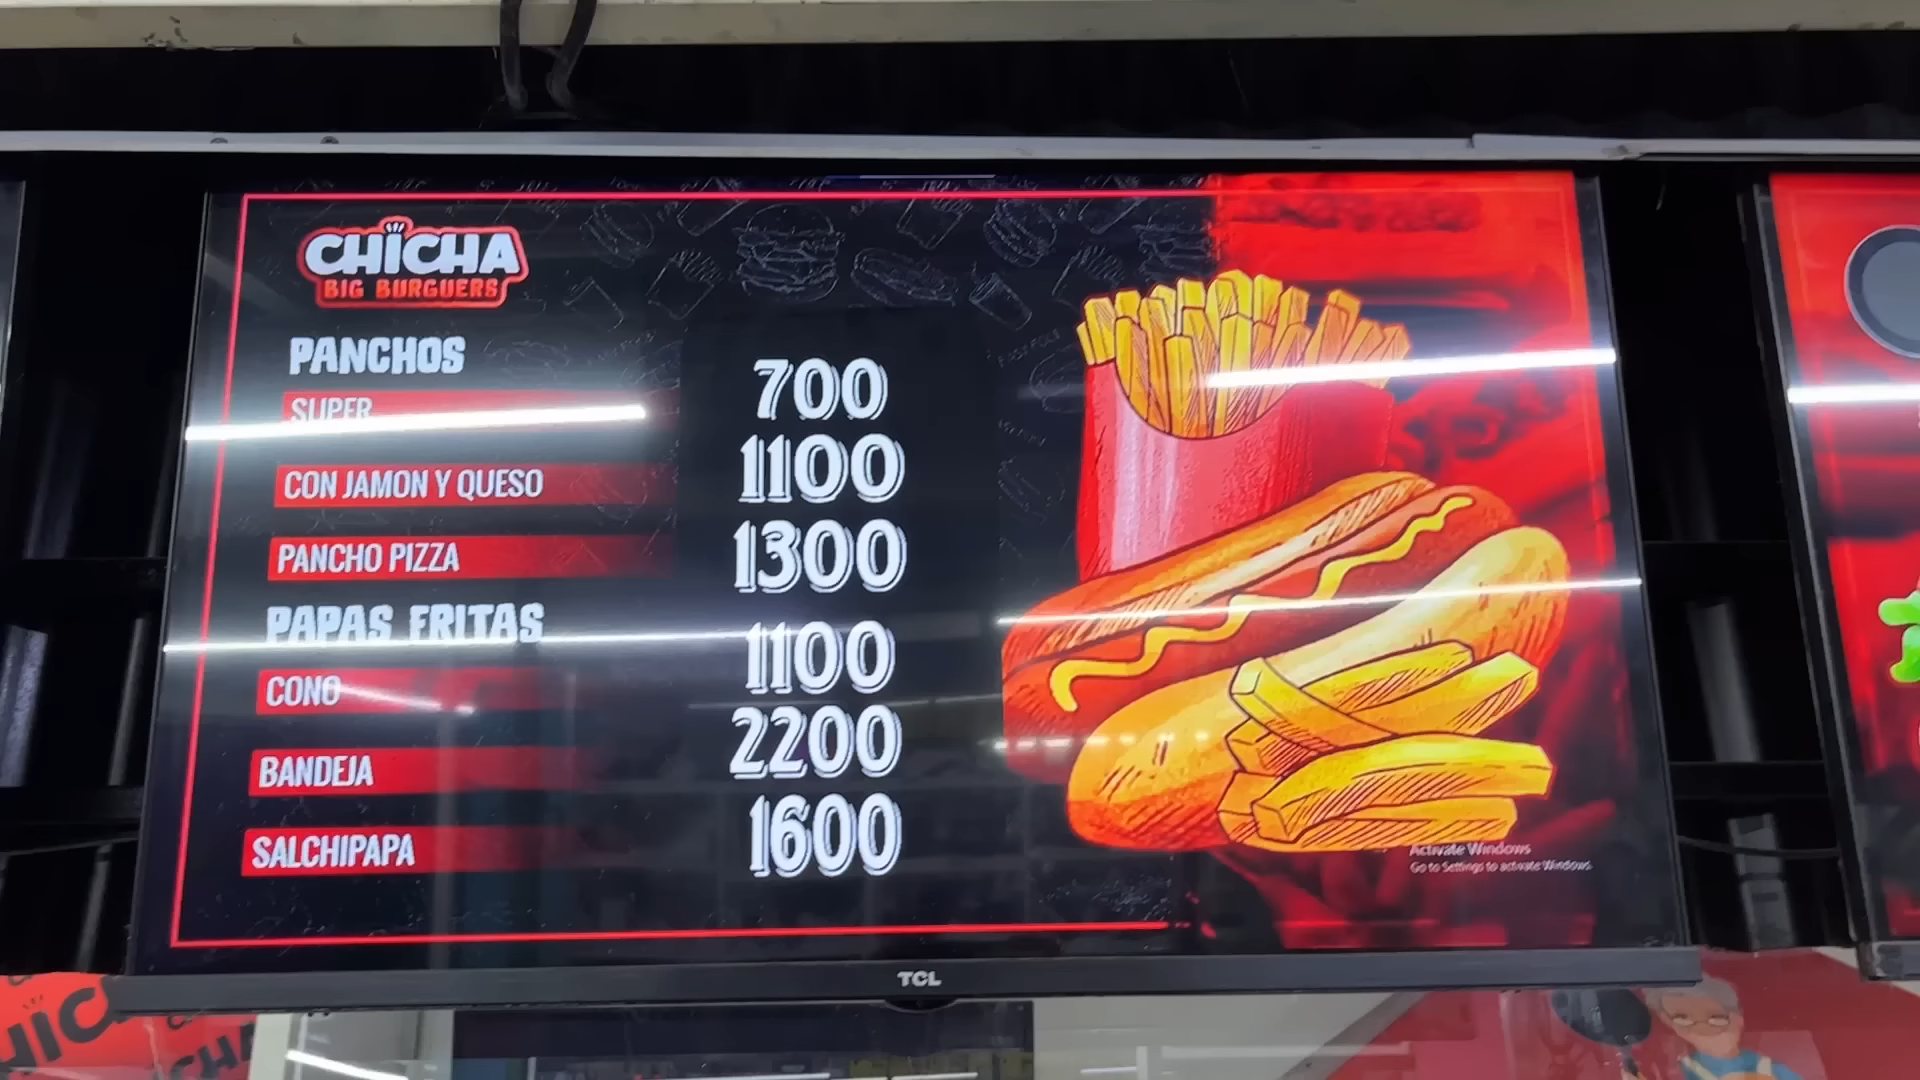 CHICHA
BIG BURGUERS
PANCHOS
SUPER 700
CON JAMON Y QUESO 1100
PANCHO PIZZA 1300
PAPAS FRITAS
CONO 1100
BANDEJA 2200
SALCHIPAPA 1600
Activate Windows
Go to Settings to activate Windows.
TCL